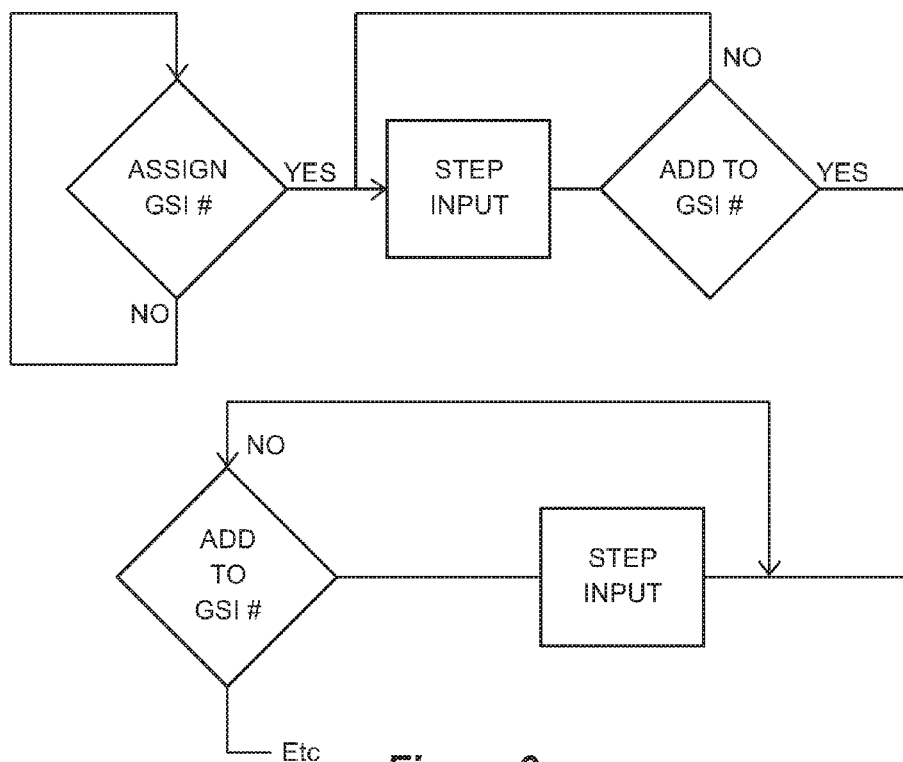 NO
ASSIGN
GSI #
YES
STEP
INPUT
ADD TO
GSI #
YES
NO
NO
ADD
TO
GSI #
STEP
INPUT
Etc